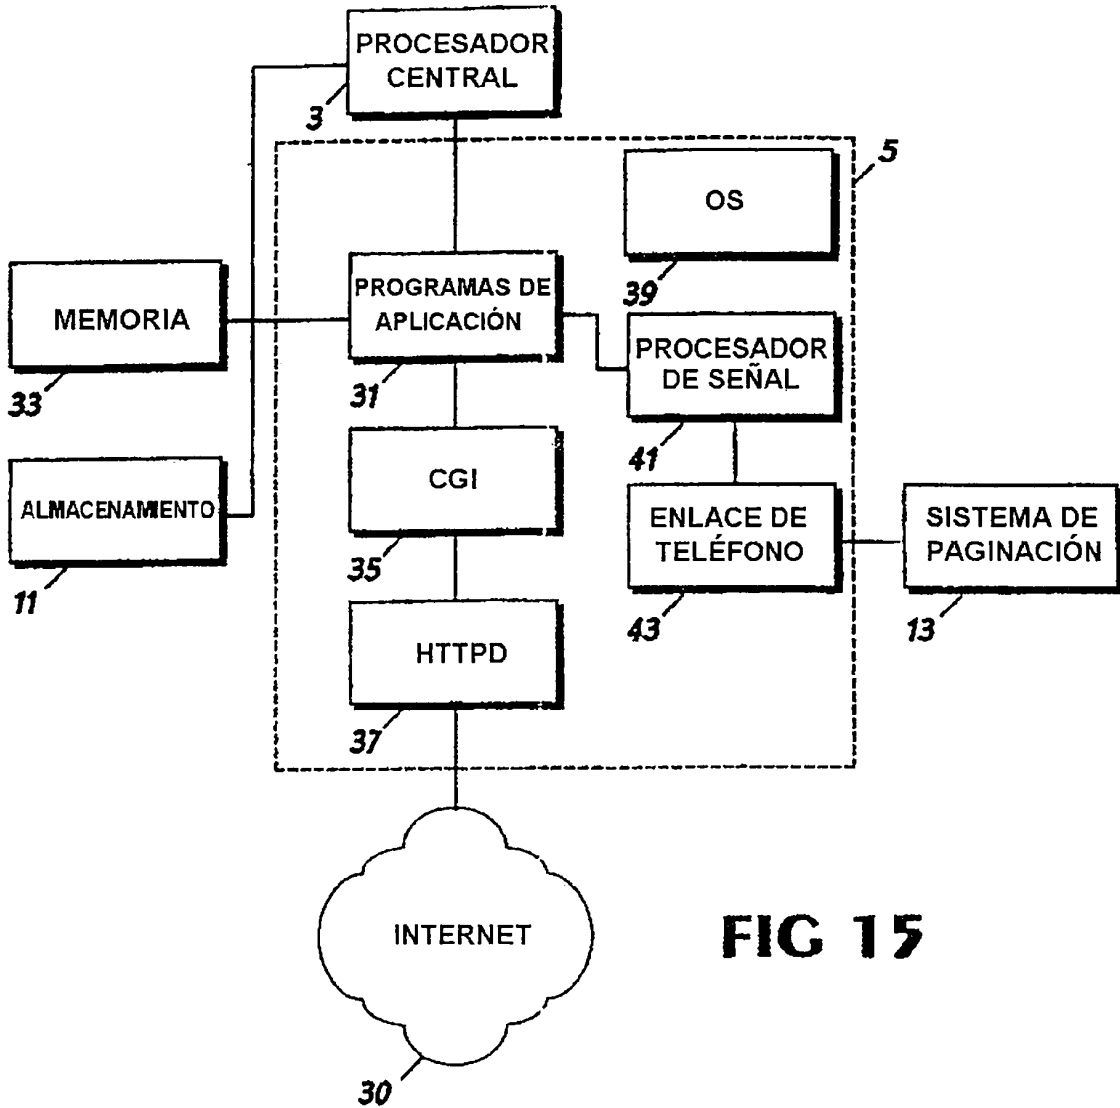 PROCESADOR
CENTRAL
3
5
OS
39
MEMORIA
33
PROGRAMAS DE
APLICACIÓN
31
PROCESADOR
DE SEÑAL
41
ALMACENAMIENTO
11
CGI
35
ENLACE DE
TELÉFONO
43
SISTEMA DE
PAGINACIÓN
13
HTTPD
37
INTERNET
30
FIG 15